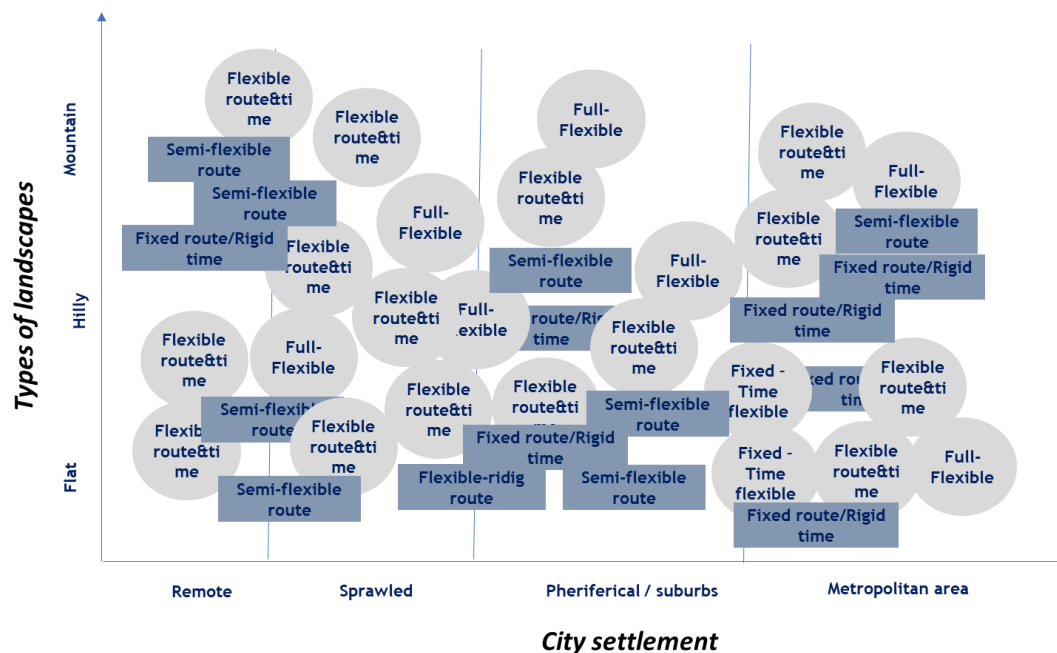 Types of landscapes
Mountain
Hilly
Flat
Flexible
route&ti
me
Semi-flexible
route
Semi-flexible
route
Fixed route/Rigid
time
Flexible
route&ti
me
Full-
Flexible
Flexible
route&ti
me
Flexible
route&ti
me
Full-
Flexible
route&ti
me
Full-
Flexible
Semi-flexible
Flexible
route&ti
me
Flexible
route&ti
me
Flexible
route&ti
me
Semi-flexible
route
Full-
Flexible
Flexible
route&ti
me
Semi-flexible
route
Full-
Flexible
time
Flexible
route&ti
me
Flexible
route&ti
Semi-flexible
route
Fixed route/Rigid
time
Flexible-ridig
route
Semi-flexible
route
Flexible
route&ti
me
Full-
Flexible
Flexible
route&ti
me
Semi-flexible
route
Fixed route/Rigid
time
Fixed route/Rigid
time
Fixed -
Time
flexible
Flexible
route&ti
me
Fixed -
Time
flexible
Flexible
route&ti
me
Full-
Flexible
Fixed route/Rigid
time
Remote
Sprawled
Pheriferical / suburbs
Metropolitan area
City settlement